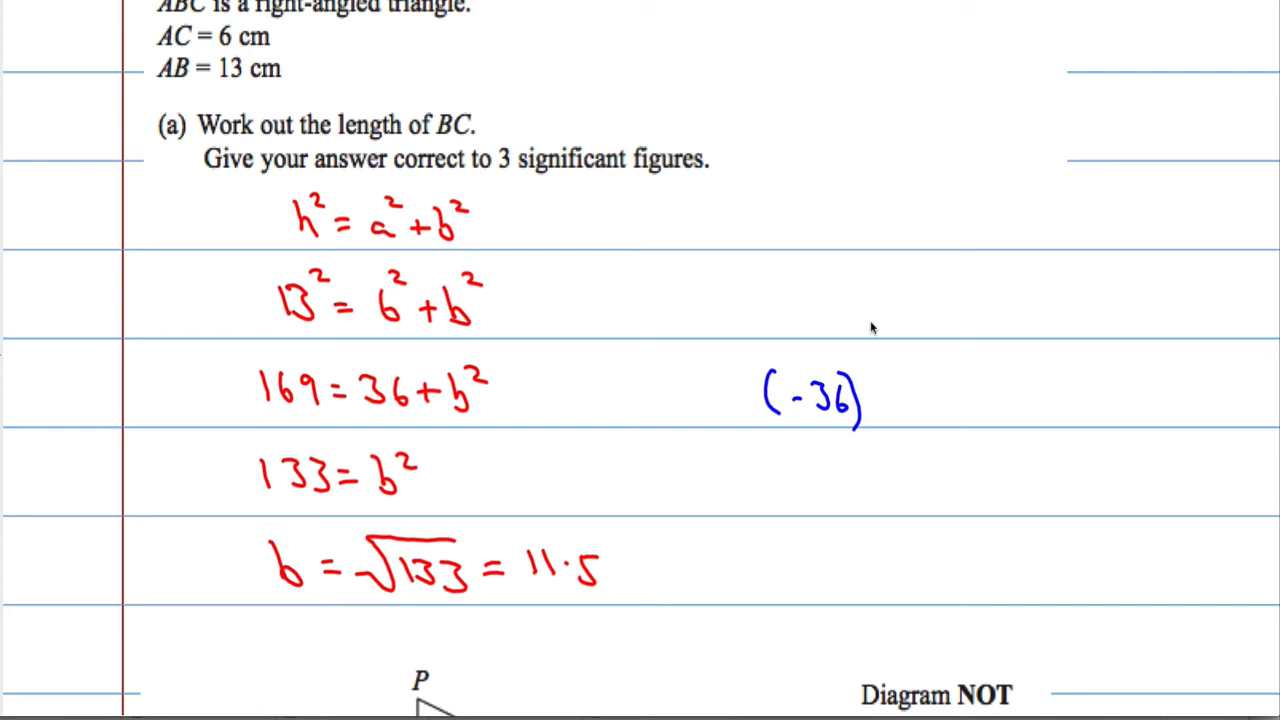 ABC is a right-angled triangle.
AC = 6 cm
AB = 13 cm
(a) Work out the length of BC.
Give your answer correct to 3 significant figures.
h² = a² + b²
13² = 6² + b²
169 = 36 + b²
(-36)
133 = b²
b = √133 = 11.5
P
Diagram NOT